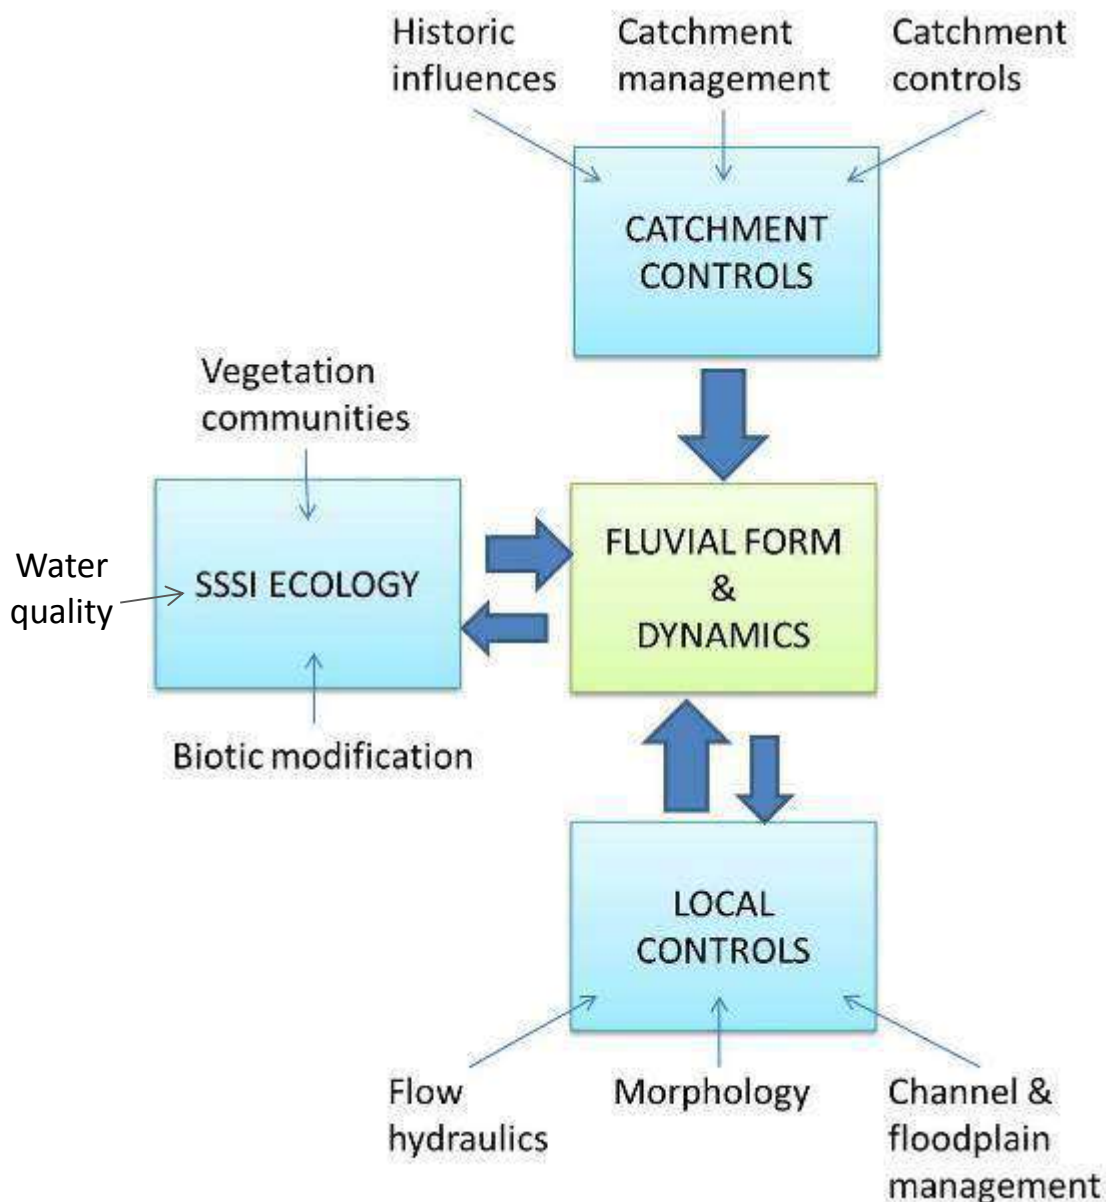 Historic
influences
Catchment
management
Catchment
controls
CATCHMENT
CONTROLS
Vegetation
communities
Water
quality
SSSI ECOLOGY
Biotic modification
FLUVIAL FORM
&
DYNAMICS
LOCAL
CONTROLS
Flow
hydraulics
Morphology
Channel &
floodplain
management